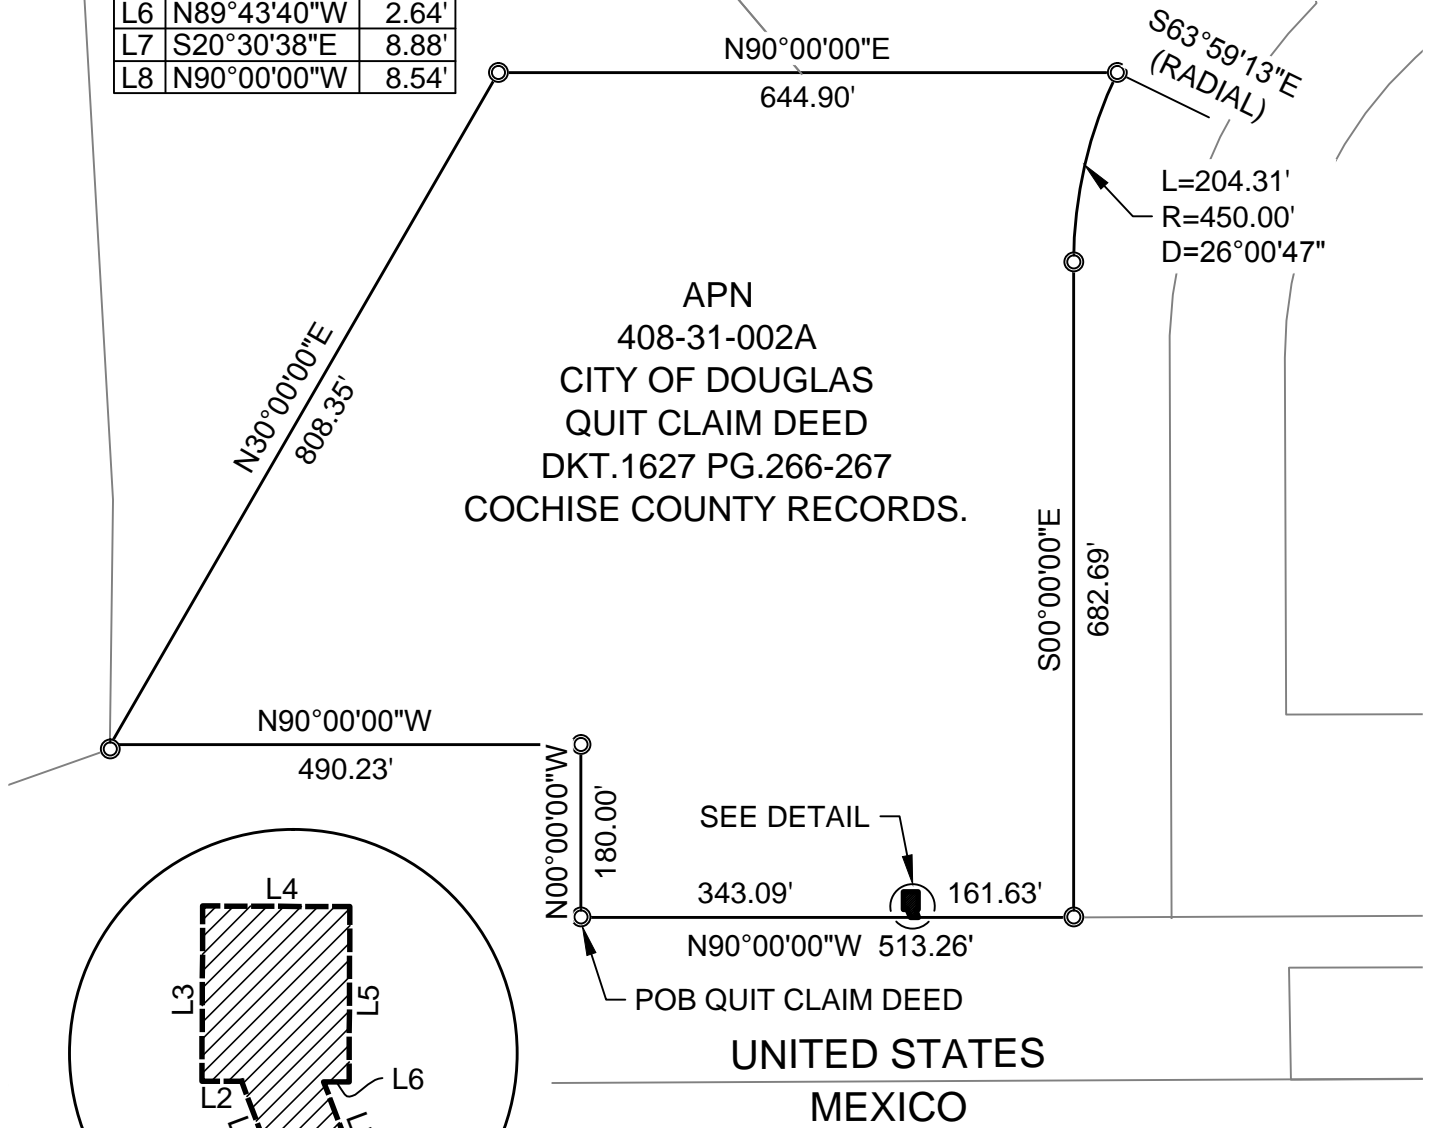 L6 N89°43'40"W 2.64'
L7 S20°30'38"E 8.88'
L8 N90°00'00"W 8.54'
N90°00'00"E
644.90'
S63°59'13"E
(RADIAL)
L=204.31'
R=450.00'
D=26°00'47"
N30°00'00"E
808.35'
APN
408-31-002A
CITY OF DOUGLAS
QUIT CLAIM DEED
DKT.1627 PG.266-267
COCHISE COUNTY RECORDS.
S00°00'00"E
682.69'
N90°00'00"W
490.23'
N00°00'00"W
180.00'
SEE DETAIL
343.09'
161.63'
N90°00'00"W 513.26'
POB QUIT CLAIM DEED
L4
L3
L5
L2
L6
UNITED STATES
MEXICO